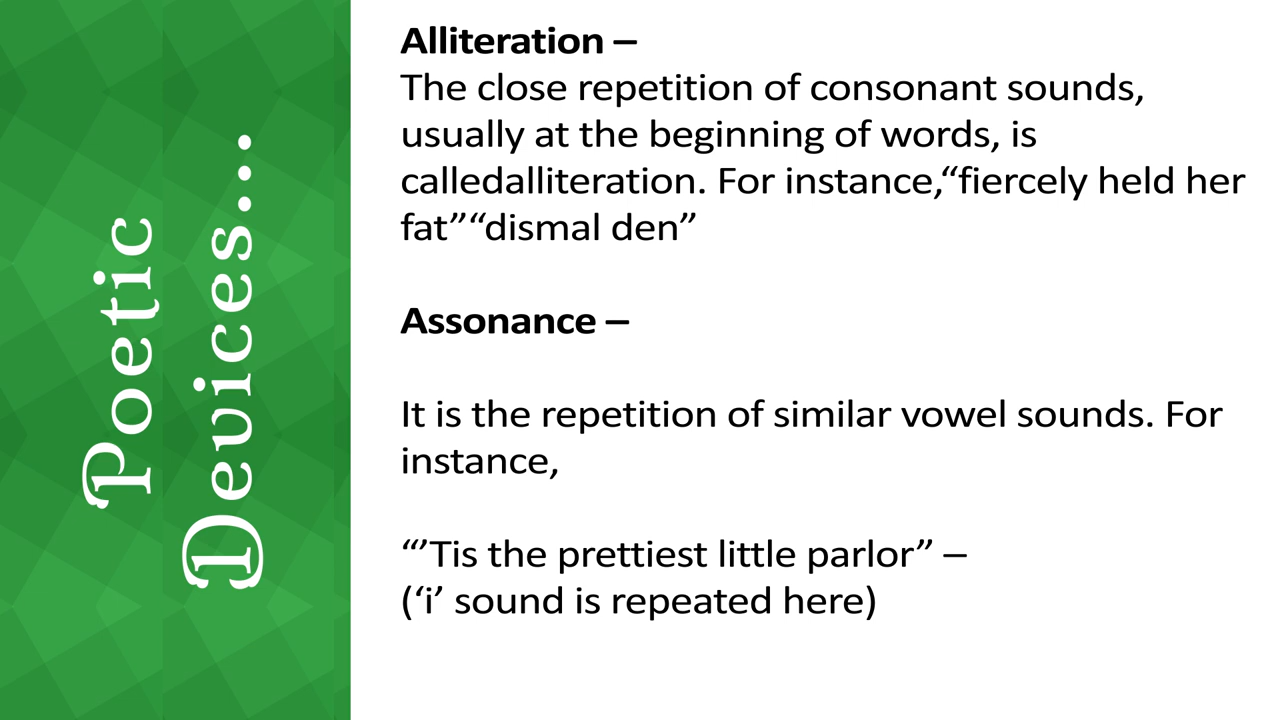 Poetic
Devices...
Alliteration –
The close repetition of consonant sounds,
usually at the beginning of words, is
calledalliteration. For instance,“fiercely held her
fat”“dismal den”
Assonance –
It is the repetition of similar vowel sounds. For
instance,
“’Tis the prettiest little parlor” –
(‘i’ sound is repeated here)